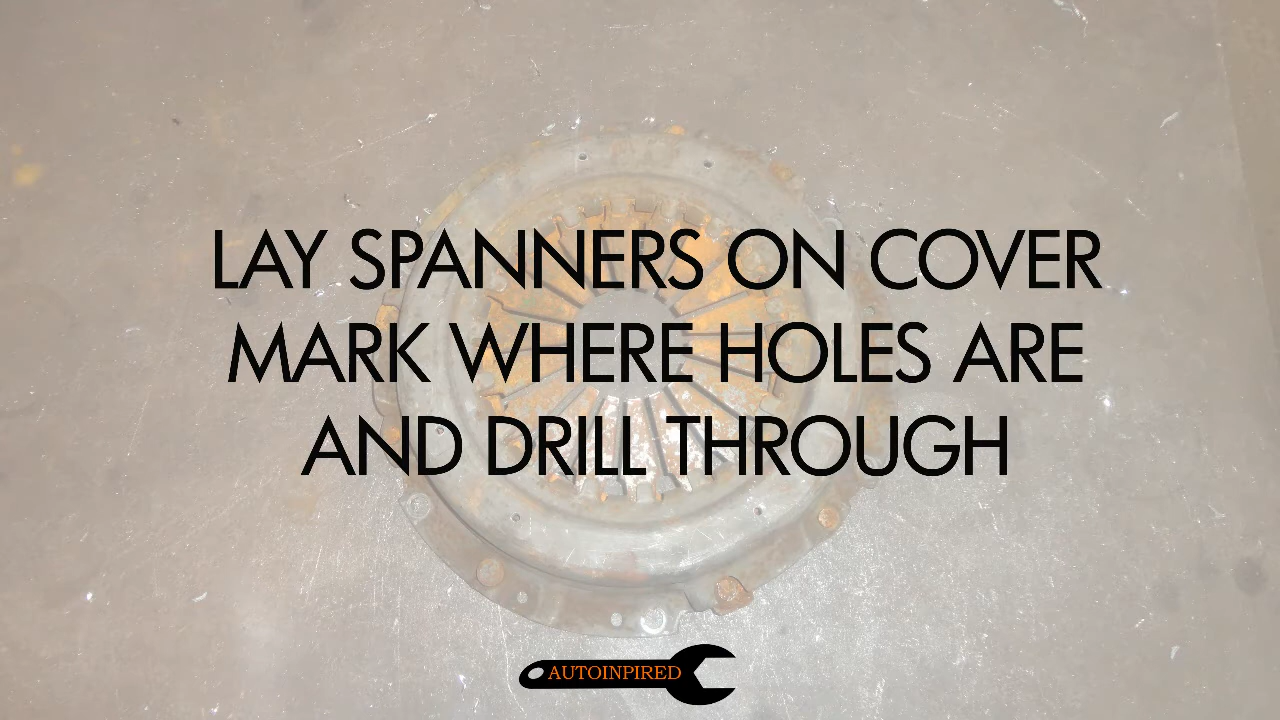 LAY SPANNERS ON COVER
MARK WHERE HOLES ARE
AND DRILL THROUGH
AUTOINPIRED